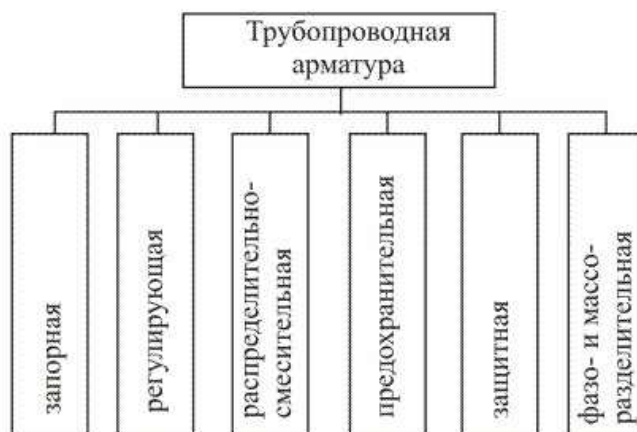 Трубопроводная
арматура
запорная
регулирующая
распределительно-
смесительная
предохранительная
защитная
фазо- и массо-
разделительная